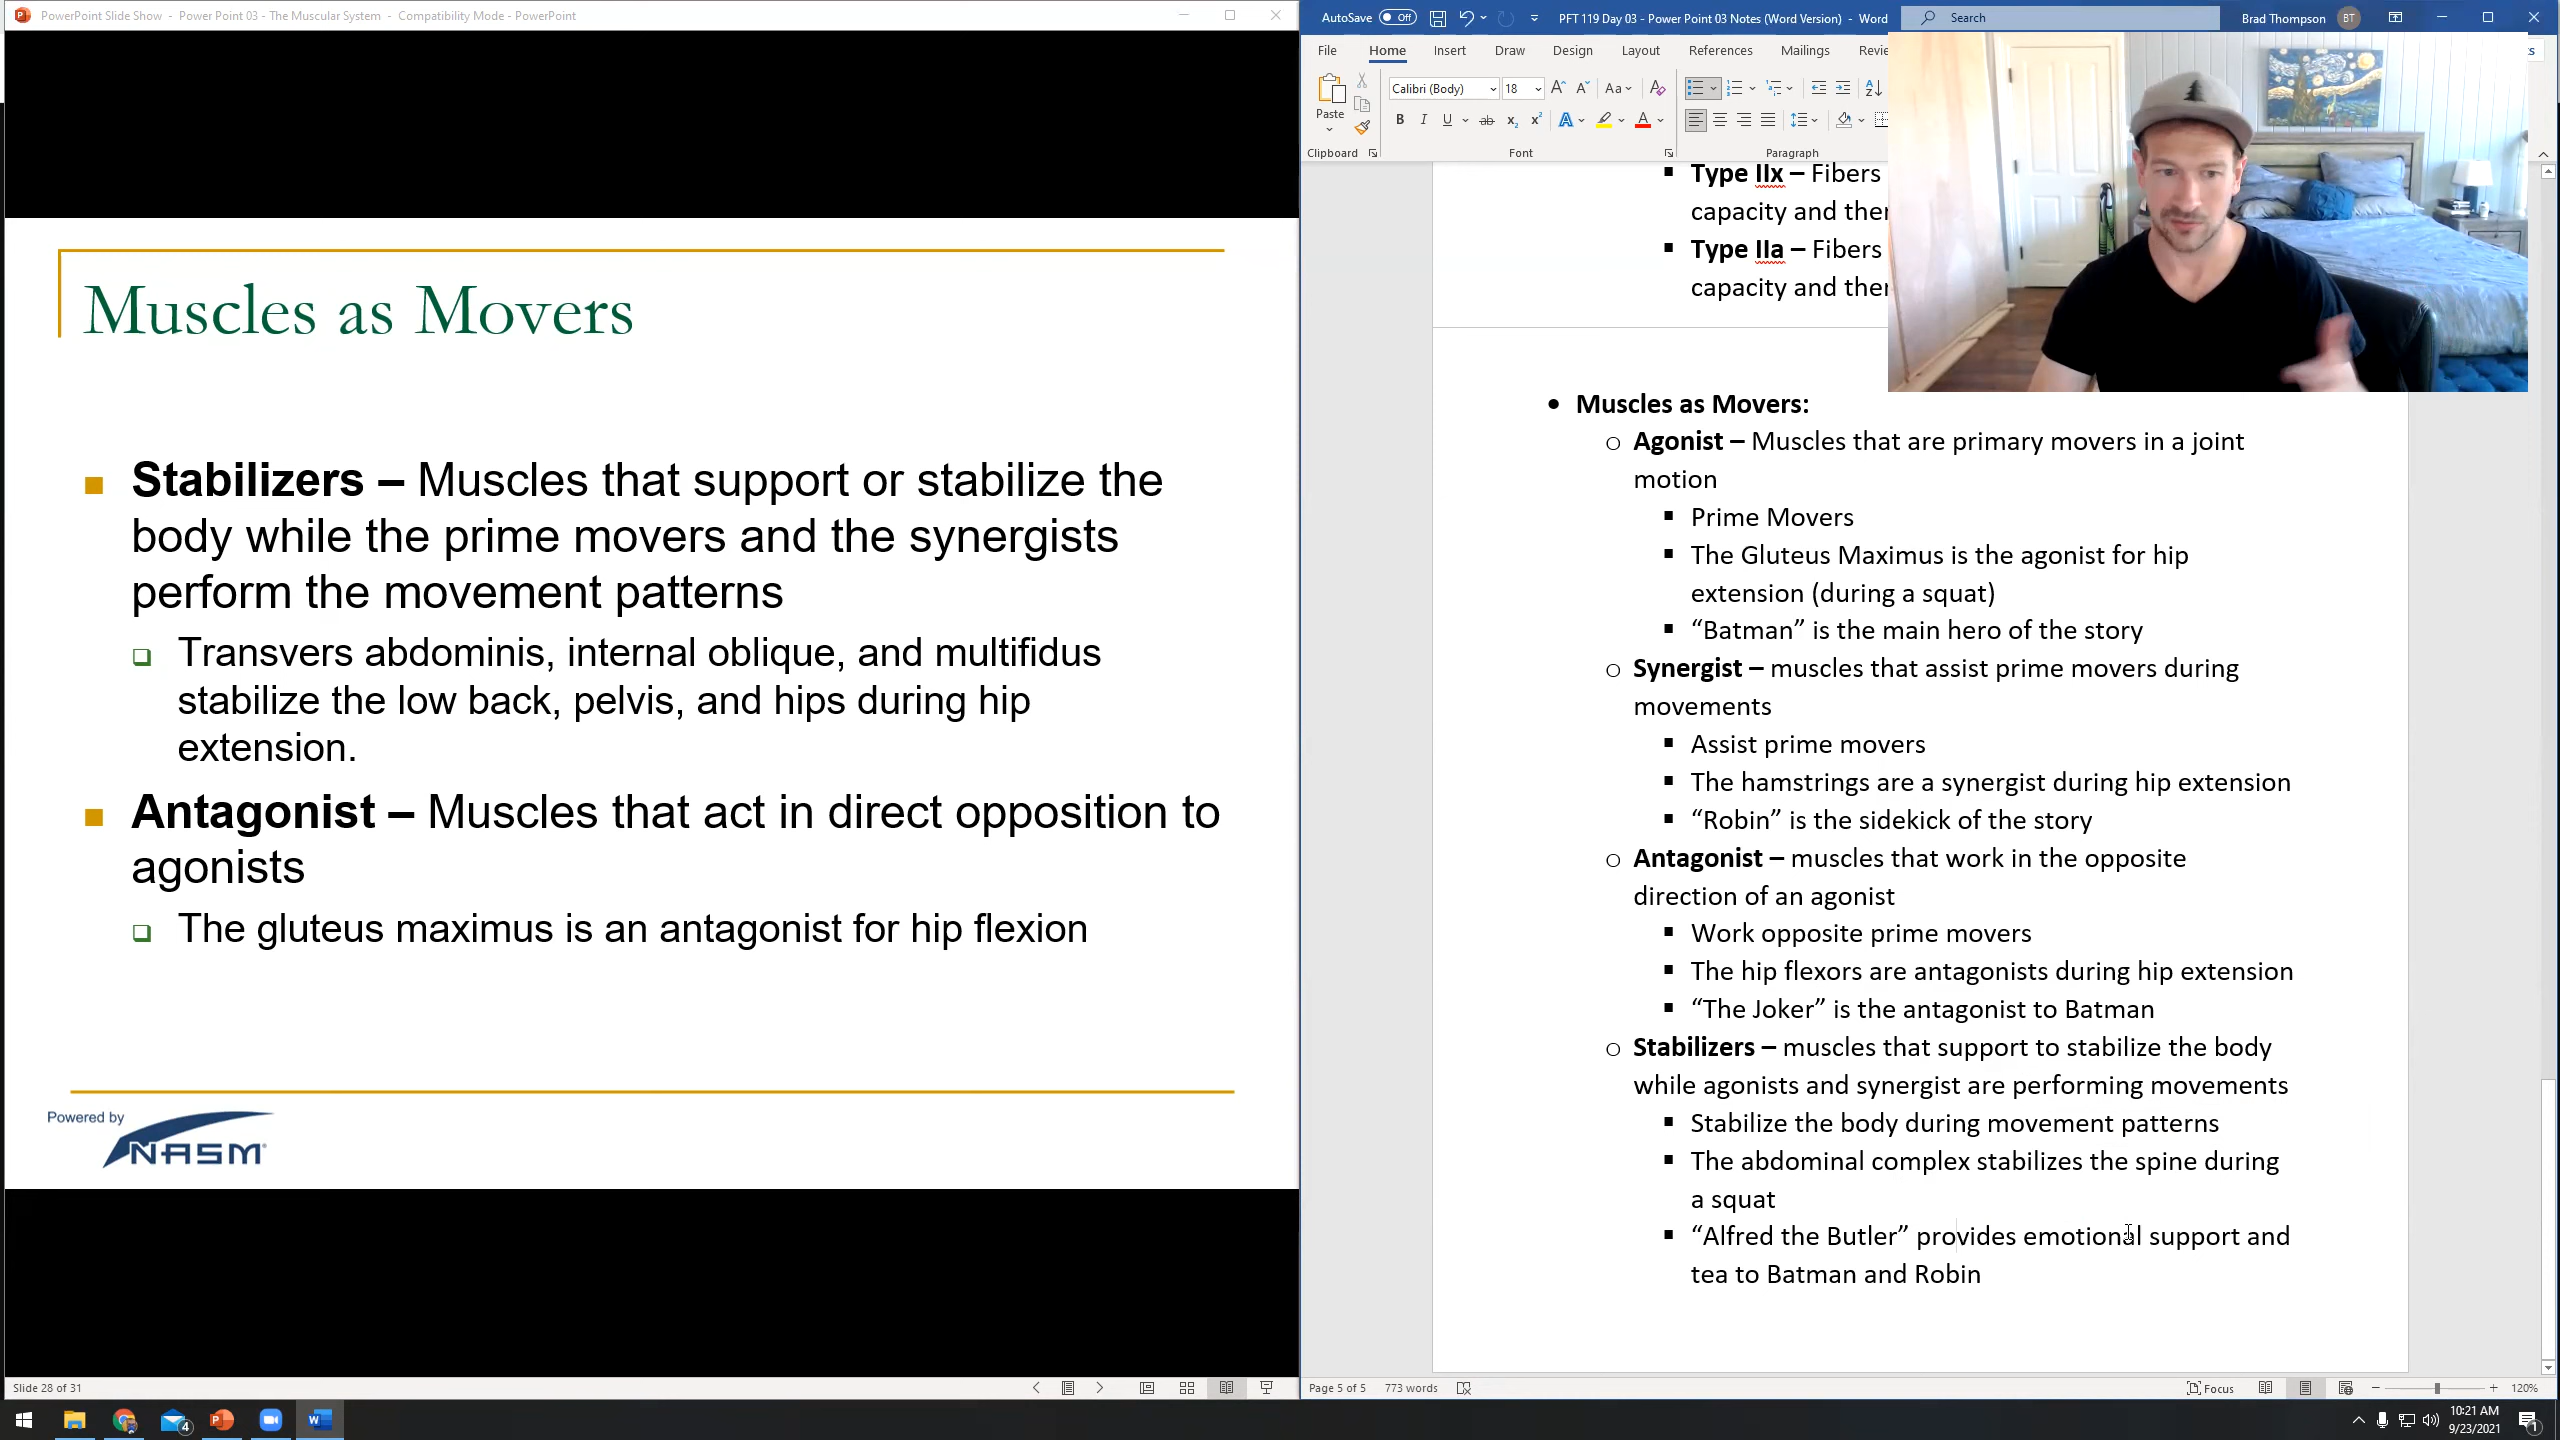 PowerPoint Slide Show - Power Point 03 - The Muscular System - Compatibility Mode - PowerPoint
Muscles as Movers
Stabilizers – Muscles that support or stabilize the
body while the prime movers and the synergists
perform the movement patterns
Transvers abdominis, internal oblique, and multifidus
stabilize the low back, pelvis, and hips during hip
extension.
Antagonist – Muscles that act in direct opposition to
agonists
The gluteus maximus is an antagonist for hip flexion
Powered by
NASM
Slide 28 of 31
AutoSave Off
PFT 119 Day 03 - Power Point 03 Notes (Word Version) - Word
Search
Brad Thompson BT
File Home Insert Draw Design Layout References Mailings
Paste
Calibri (Body) 18
Clipboard Font Paragraph
Type IIx – Fibers
capacity and
Type IIa – Fibers
capacity and
Muscles as Movers:
Agonist – Muscles that are primary movers in a joint
motion
Prime Movers
The Gluteus Maximus is the agonist for hip
extension (during a squat)
“Batman” is the main hero of the story
Synergist – muscles that assist prime movers during
movements
Assist prime movers
The hamstrings are a synergist during hip extension
“Robin” is the sidekick of the story
Antagonist – muscles that work in the opposite
direction of an agonist
Work opposite prime movers
The hip flexors are antagonists during hip extension
“The Joker” is the antagonist to Batman
Stabilizers – muscles that support to stabilize the body
while agonists and synergist are performing movements
Stabilize the body during movement patterns
The abdominal complex stabilizes the spine during
a squat
“Alfred the Butler” provides emotional support and
tea to Batman and Robin
Page 5 of 5 773 words
Focus
120%
4
10:21 AM
9/23/2021
1